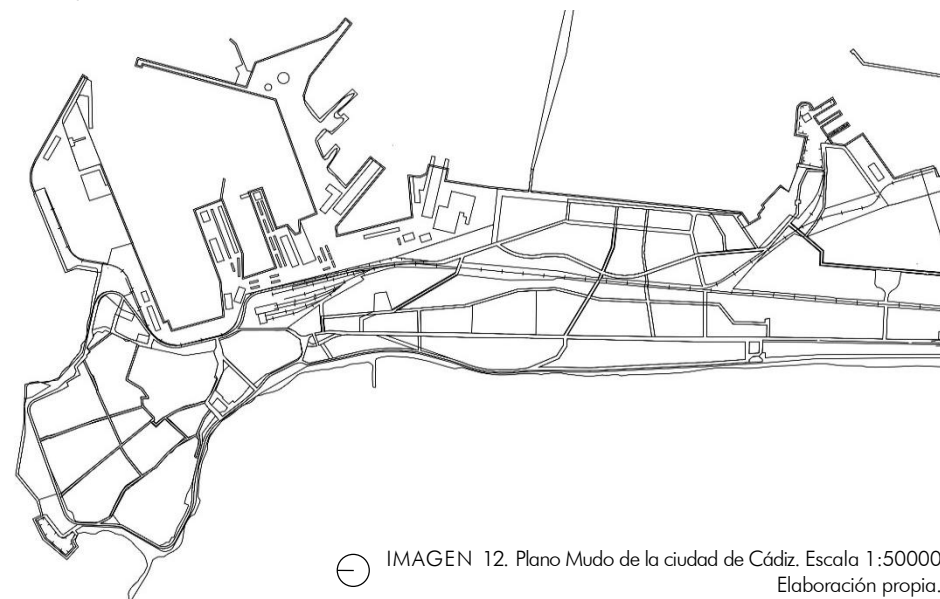 IMAGEN 12. Plano Mudo de la ciudad de Cádiz. Escala 1:50000
Elaboración propia.